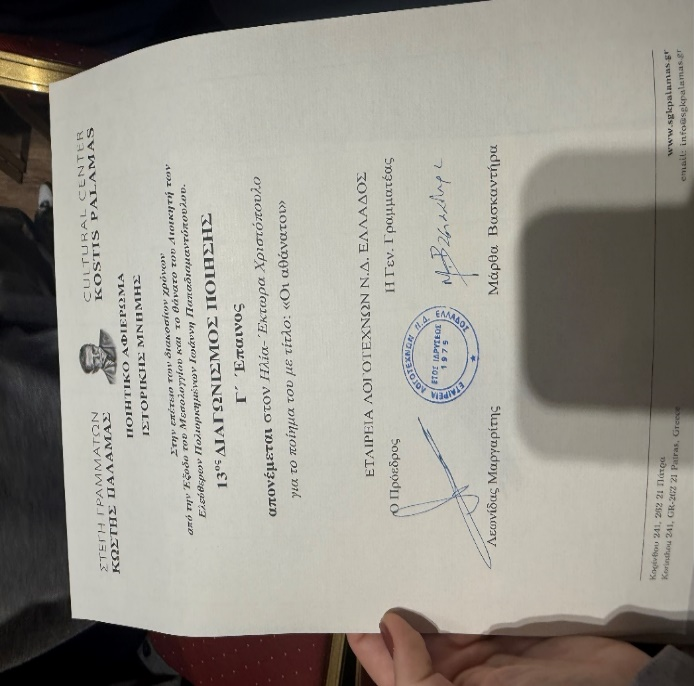 ΣΤΕΓΗ ΓΡΑΜΜΑΤΩΝ
ΚΩΣΤΗΣ ΠΑΛΑΜΑΣ
CULTURAL CENTER
KOSTIS PALAMAS
ΠΟΙΗΤΙΚΟ ΑΦΙΕΡΩΜΑ
ΙΣΤΟΡΙΚΗΣ ΜΝΗΜΗΣ
Στην επέτειο των διακοσίων χρόνων
από την Έξοδο του Μεσολογγίου και το θάνατο του Διοικητή των
Ελεύθερων Πολιορκημένων Ιωάννη Παπαδιαμαντόπουλου.
13ος ΔΙΑΓΩΝΙΣΜΟΣ ΠΟΙΗΣΗΣ
Γ΄ Έπαινος
απονέμεται στον Ηλία-Έκτωρα Χριστόπουλο
για το ποίημα του με τίτλο: «Οι αθάνατοι»
ΕΤΑΙΡΕΙΑ ΛΟΓΟΤΕΧΝΩΝ Ν.Δ. ΕΛΛΑΔΟΣ
Ο Πρόεδρος
Η Γεν. Γραμματέας
ΕΤΑΙΡΕΙΑ ΛΟΓΟΤΕΧΝΩΝ Ν.Δ. ΕΛΛΑΔΟΣ
ΕΤΟΣ ΙΔΡΥΣΕΩΣ
1975
Λεωνίδας Μαργαρίτης
Μάρθα Βασκαντήρα
Κορίνθου 241, 262 21 Πάτρα
Korinthou 241, GR-262 21 Patras, Greece
www.sgkpalamas.gr
email: info@sgkpalamas.gr